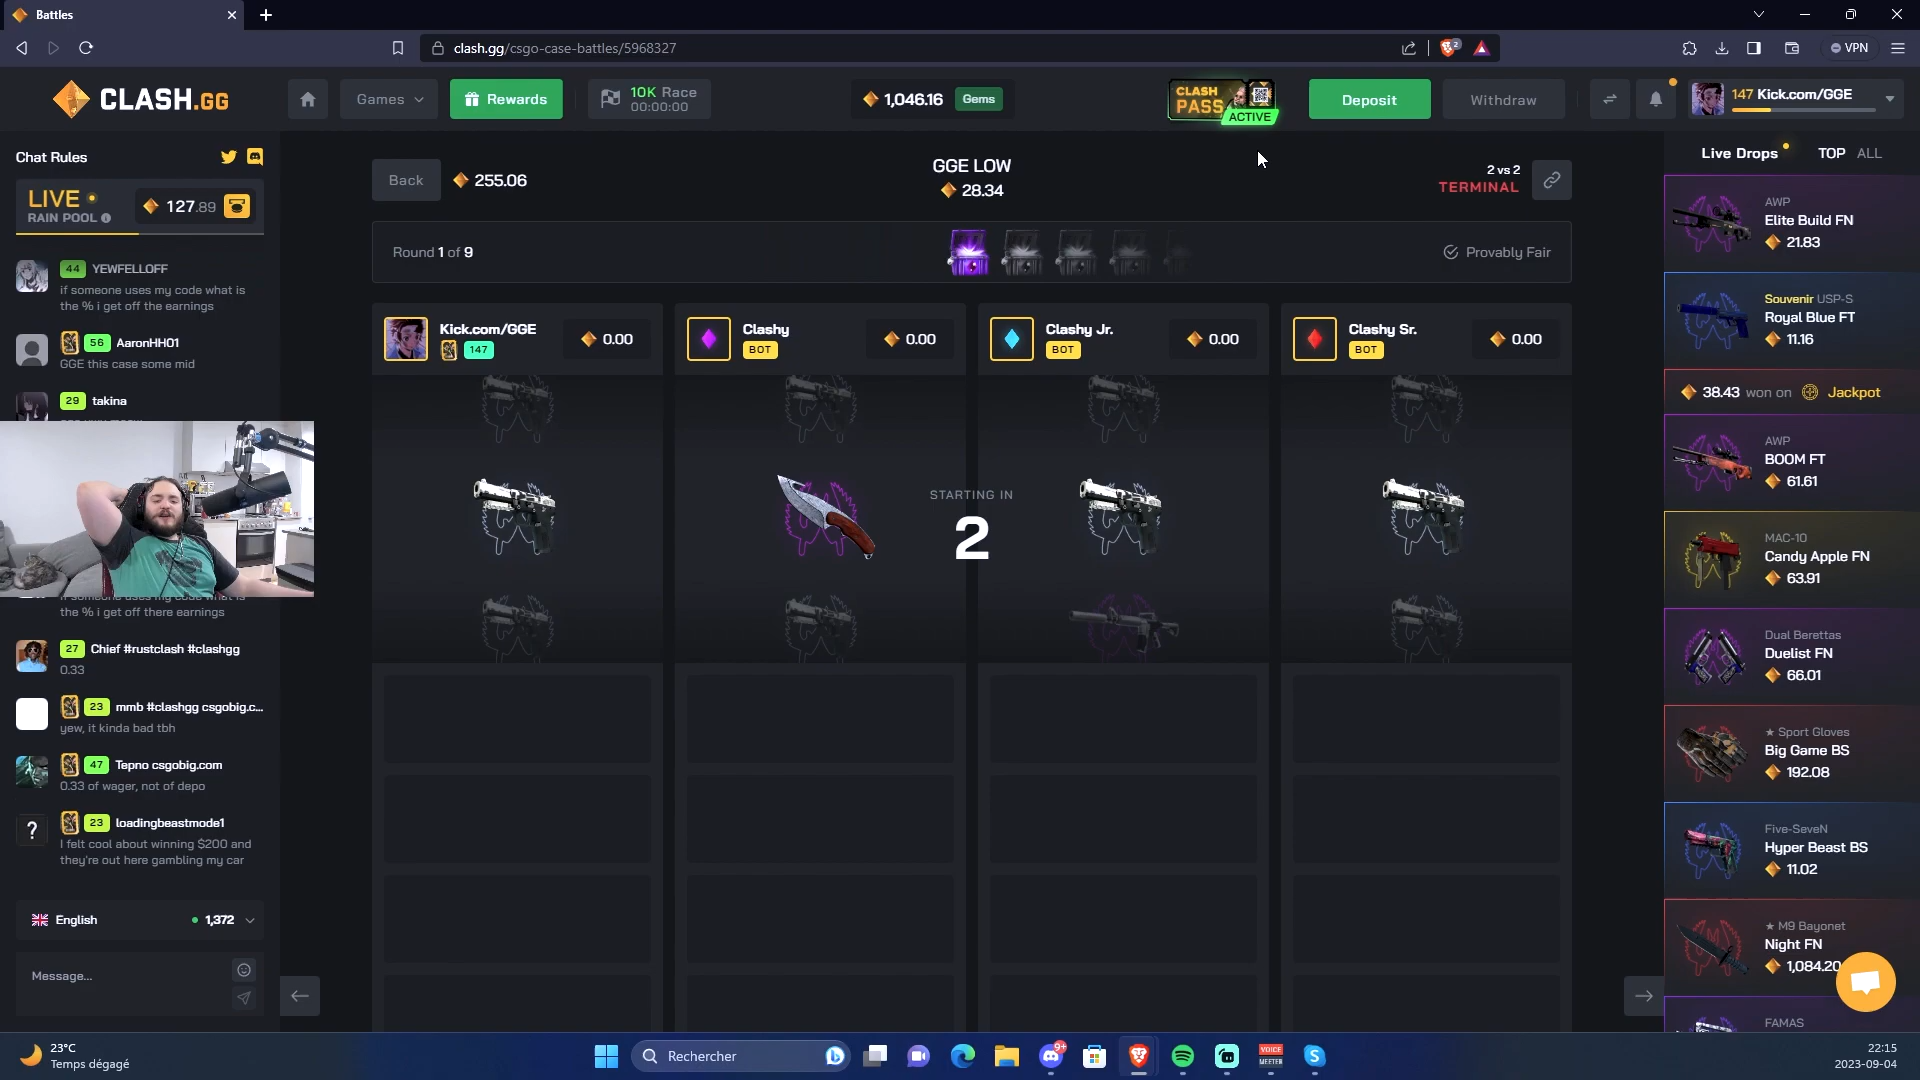 Battles
clash.gg/csgo-case-battles/5968327
2
VPN
CLASH.GG
Games
Rewards
10K Race
00:00:00
1,046.16
Gems
CLASH
PASS
ACTIVE
Deposit
Withdraw
147 Kick.com/GGE
Chat Rules
LIVE
RAIN POOL
127.89
44 YEWFELLOFF
if someone uses my code what is
the % i get off the earnings
56 AaronHH01
GGE this case some mid
29 takina
if someone uses my code what is
the % i get off there earnings
27 Chief #rustclash #clashgg
0.33
23 mmb #clashgg csgobig.c...
yew, it kinda bad tbh
47 Tepno csgobig.com
0.33 of wager, not of depo
? 23 loadingbeastmode1
I felt cool about winning $200 and
they're out here gambling my car
English
1,372
Message...
Back
255.06
GGE LOW
28.34
2 vs 2
TERMINAL
Round 1 of 9
Provably Fair
Kick.com/GGE
147
0.00
Clashy
BOT
0.00
Clashy Jr.
BOT
0.00
Clashy Sr.
BOT
0.00
STARTING IN
2
Live Drops
TOP
ALL
AWP
Elite Build FN
21.83
Souvenir USP-S
Royal Blue FT
11.16
38.43 won on Jackpot
AWP
BOOM FT
61.61
MAC-10
Candy Apple FN
63.91
Dual Berettas
Duelist FN
66.01
★ Sport Gloves
Big Game BS
192.08
Five-SeveN
Hyper Beast BS
11.02
★ M9 Bayonet
Night FN
1,084.20
FAMAS
23°C
Temps dégagé
Rechercher
9+
VOICE
MEETER
22:15
2023-09-04